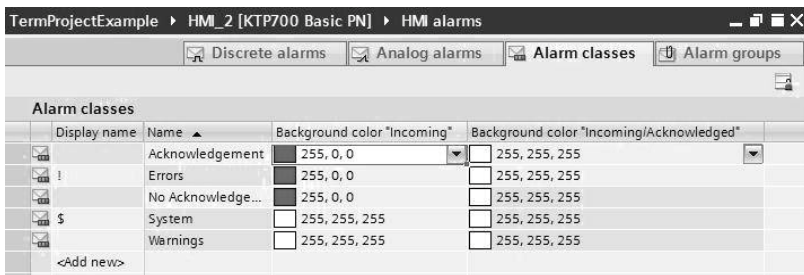 TermProjectExample ▸ HMI_2 [KTP700 Basic PN] ▸ HMI alarms
Discrete alarms Analog alarms Alarm classes Alarm groups
Alarm classes
Display name Name Background color "Incoming" Background color "Incoming/Acknowledged"
Acknowledgement 255, 0, 0 255, 255, 255
! Errors 255, 0, 0 255, 255, 255
No Acknowledge... 255, 0, 0 255, 255, 255
$ System 255, 255, 255 255, 255, 255
Warnings 255, 255, 255 255, 255, 255
<Add new>